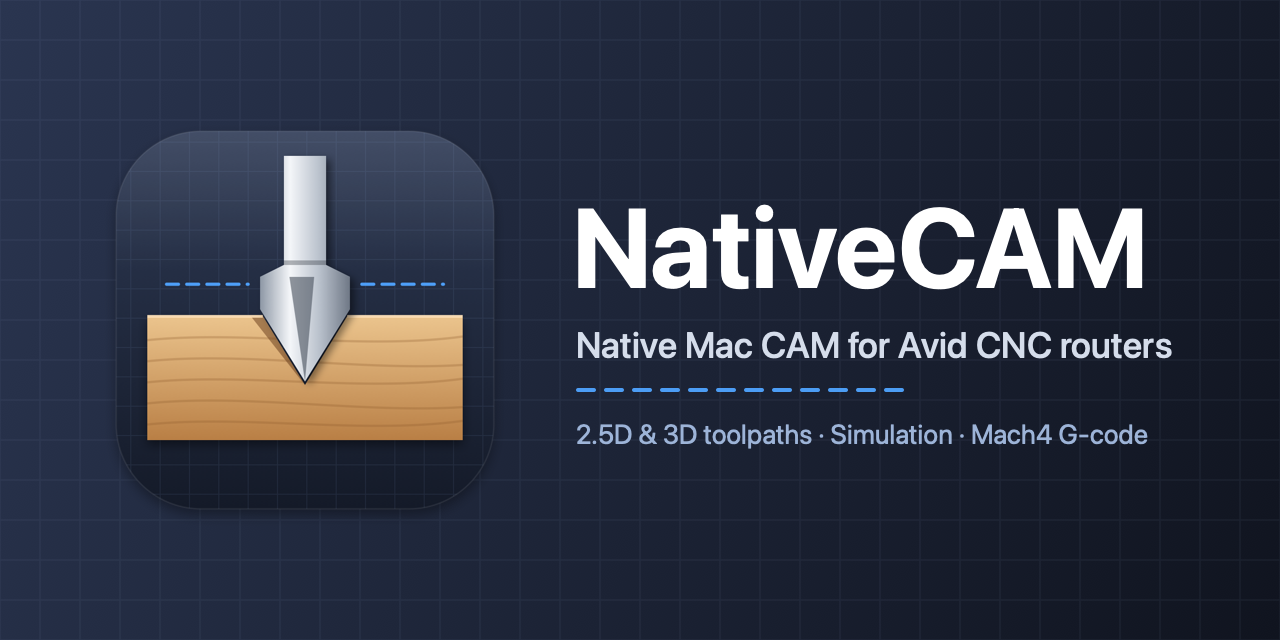 NativeCAM
Native Mac CAM for Avid CNC routers
2.5D & 3D toolpaths · Simulation · Mach4 G-code